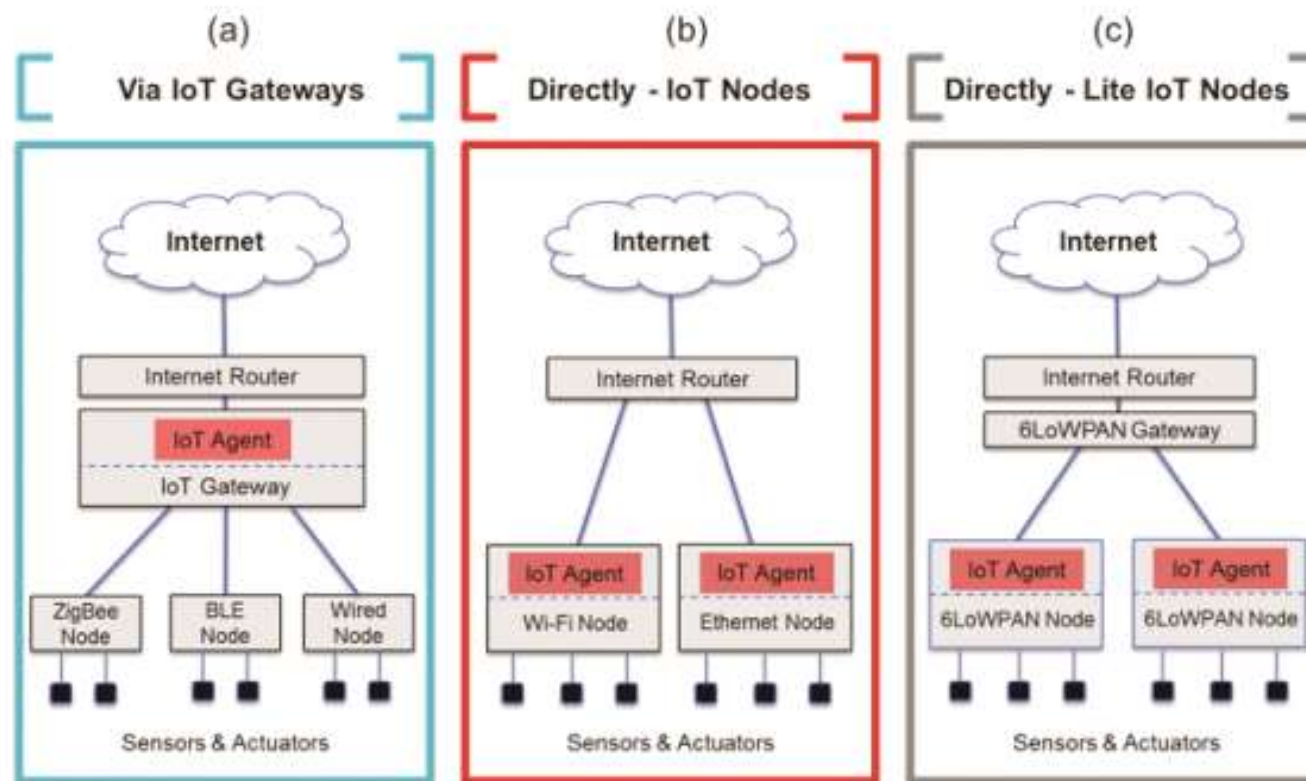 (a)
Via IoT Gateways
Internet
Internet Router
IoT Agent
IoT Gateway
ZigBee
Node
BLE
Node
Wired
Node
Sensors & Actuators
(b)
Directly - IoT Nodes
Internet
Internet Router
IoT Agent
Wi-Fi Node
IoT Agent
Ethernet Node
Sensors & Actuators
(c)
Directly - Lite IoT Nodes
Internet
Internet Router
6LoWPAN Gateway
IoT Agent
6LoWPAN Node
IoT Agent
6LoWPAN Node
Sensors & Actuators